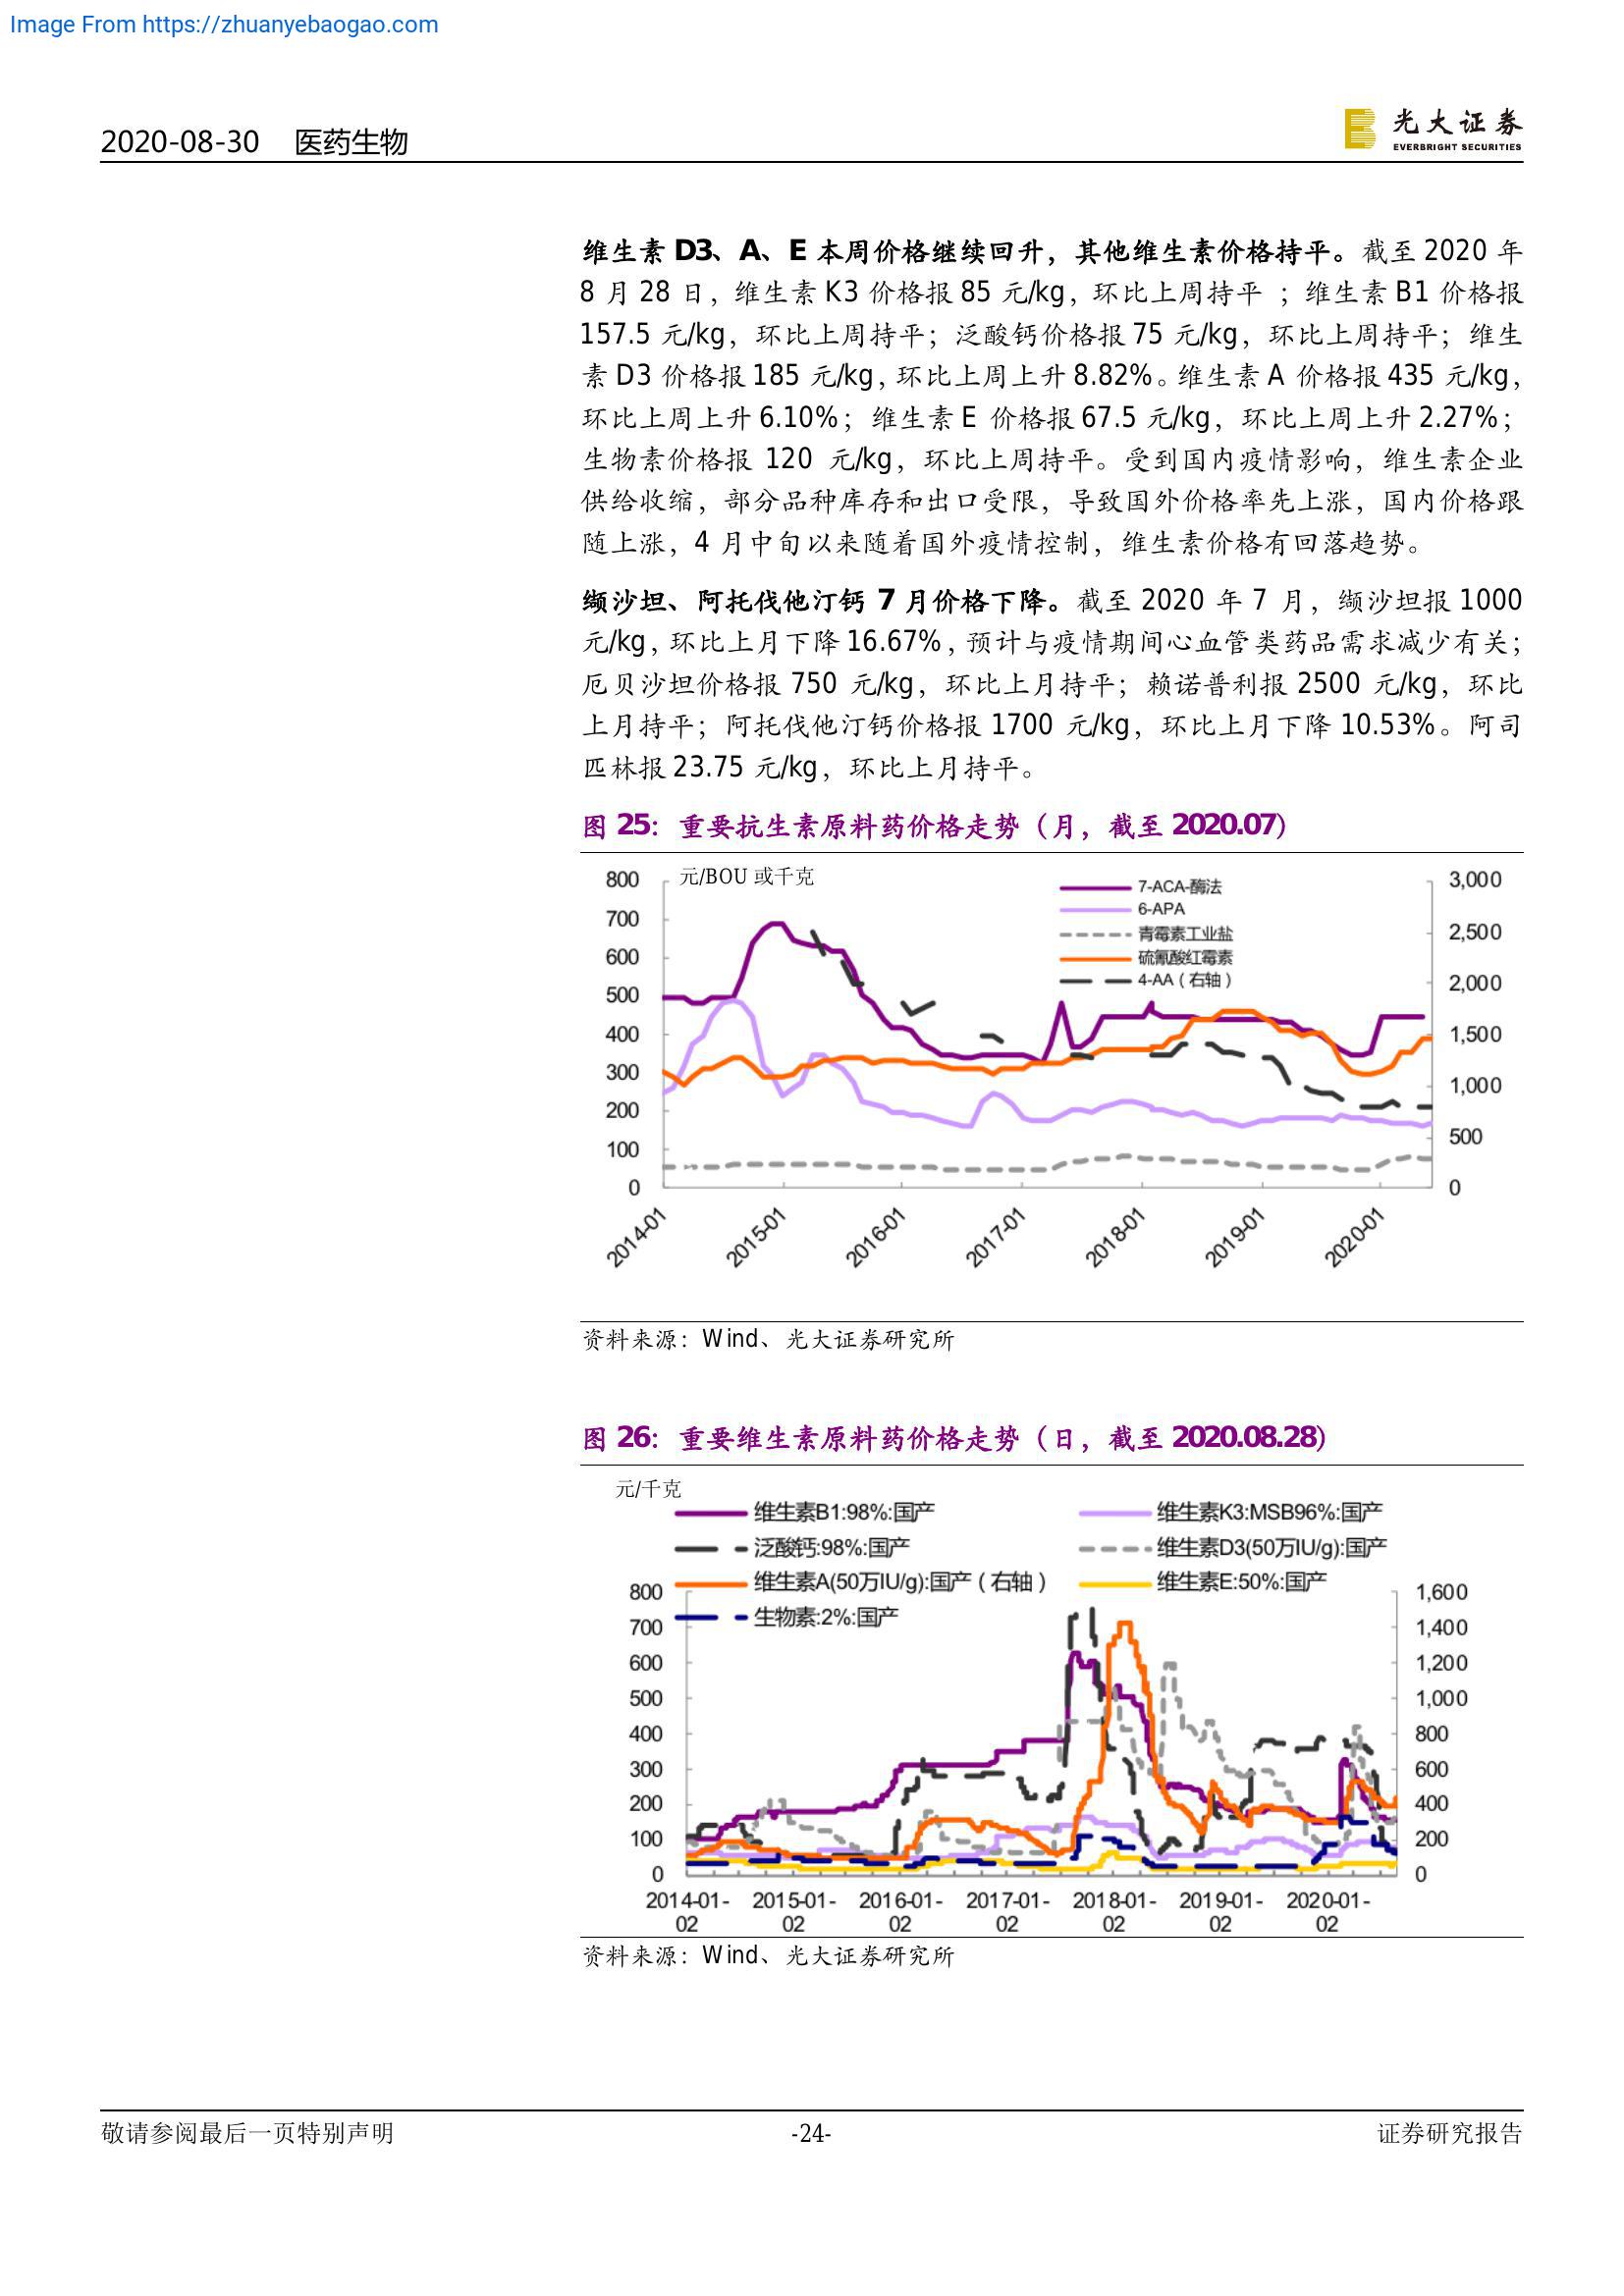 Image From https://zhuanyebaogao.com
2020-08-30 医药生物
光大证券
EVERBRIGHT SECURITIES
维生素 D3、A、E 本周价格继续回升，其他维生素价格持平。截至 2020 年
8 月 28 日，维生素 K3 价格报 85 元/kg，环比上周持平 ；维生素 B1 价格报
157.5 元/kg，环比上周持平；泛酸钙价格报 75 元/kg，环比上周持平；维生
素 D3 价格报 185 元/kg，环比上周上升 8.82%。维生素 A 价格报 435 元/kg，
环比上周上升 6.10%；维生素 E 价格报 67.5 元/kg，环比上周上升 2.27%；
生物素价格报 120 元/kg，环比上周持平。受到国内疫情影响，维生素企业
供给收缩，部分品种库存和出口受限，导致国外价格率先上涨，国内价格跟
随上涨，4 月中旬以来随着国外疫情控制，维生素价格有回落趋势。
缬沙坦、阿托伐他汀钙 7 月价格下降。截至 2020 年 7 月，缬沙坦报 1000
元/kg，环比上月下降 16.67%，预计与疫情期间心血管类药品需求减少有关；
厄贝沙坦价格报 750 元/kg，环比上月持平；赖诺普利报 2500 元/kg，环比
上月持平；阿托伐他汀钙价格报 1700 元/kg，环比上月下降 10.53%。阿司
匹林报 23.75 元/kg，环比上月持平。
图 25：重要抗生素原料药价格走势（月，截至 2020.07）
元/BOU 或千克
7-ACA-酶法
6-APA
青霉素工业盐
硫氰酸红霉素
4-AA（右轴）
800
700
600
500
400
300
200
100
0
3,000
2,500
2,000
1,500
1,000
500
0
2014-01 2015-01 2016-01 2017-01 2018-01 2019-01 2020-01
资料来源：Wind、光大证券研究所
图 26：重要维生素原料药价格走势（日，截至 2020.08.28）
元/千克
维生素B1:98%:国产 维生素K3:MSB96%:国产
泛酸钙:98%:国产 维生素D3(50万IU/g):国产
维生素A(50万IU/g):国产（右轴） 维生素E:50%:国产
生物素:2%:国产
800
700
600
500
400
300
200
100
0
1,600
1,400
1,200
1,000
800
600
400
200
0
2014-01- 2015-01- 2016-01- 2017-01- 2018-01- 2019-01- 2020-01-
02 02 02 02 02 02 02
资料来源：Wind、光大证券研究所
敬请参阅最后一页特别声明 -24- 证券研究报告